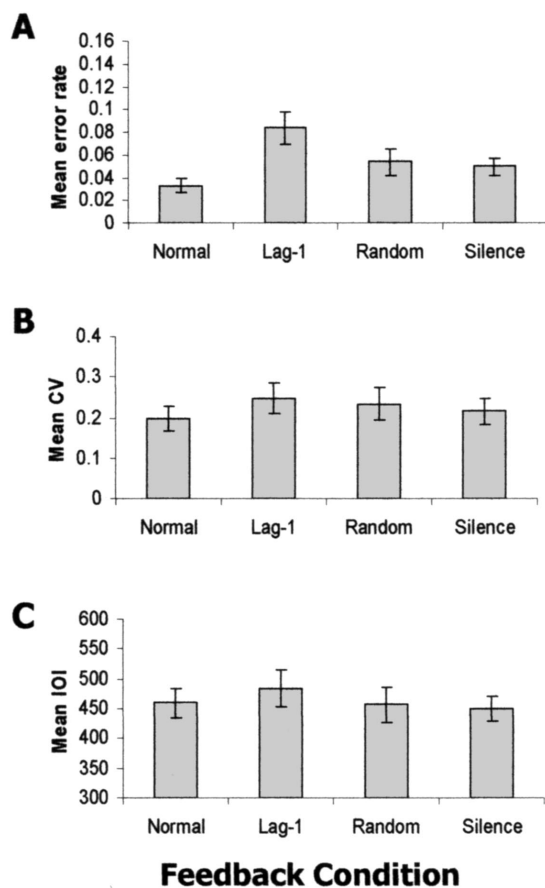 A
Mean error rate
0.16
0.14
0.12
0.1
0.08
0.06
0.04
0.02
0
Normal Lag-1 Random Silence
B
Mean CV
0.4
0.3
0.2
0.1
0
Normal Lag-1 Random Silence
C
Mean IOI
600
550
500
450
400
350
300
Normal Lag-1 Random Silence
Feedback Condition